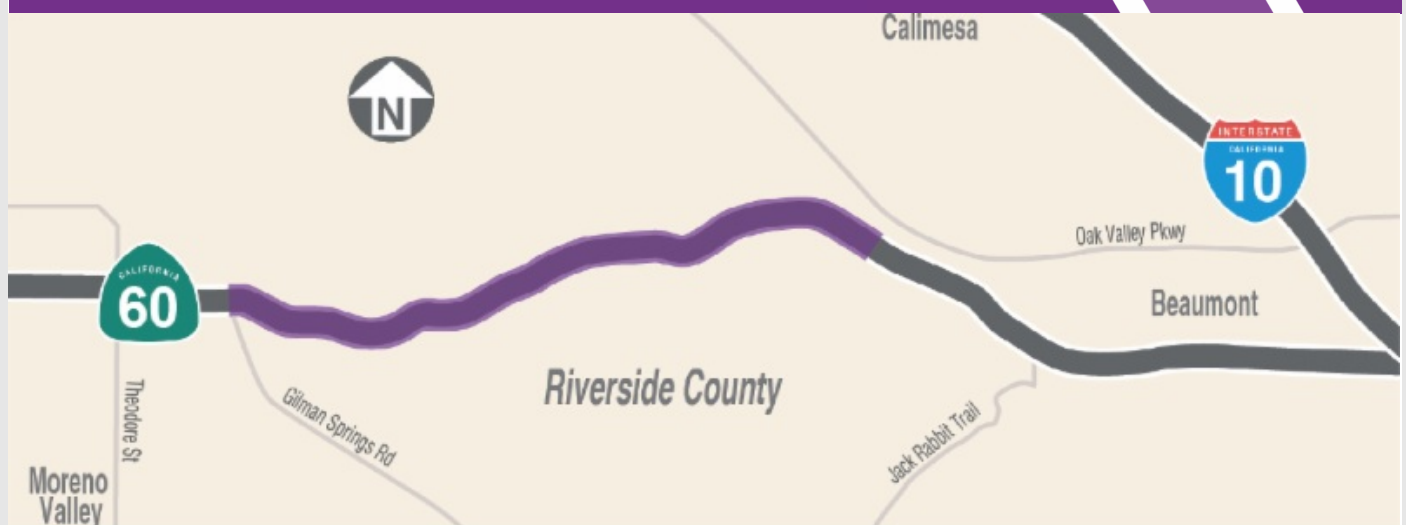 Calimesa
N
INTERSTATE
CALIFORNIA
10
Oak Valley Pkwy
CALIFORNIA
60
Beaumont
Riverside County
Theodore St
Gilman Springs Rd
Jack Rabbit Trail
Moreno
Valley